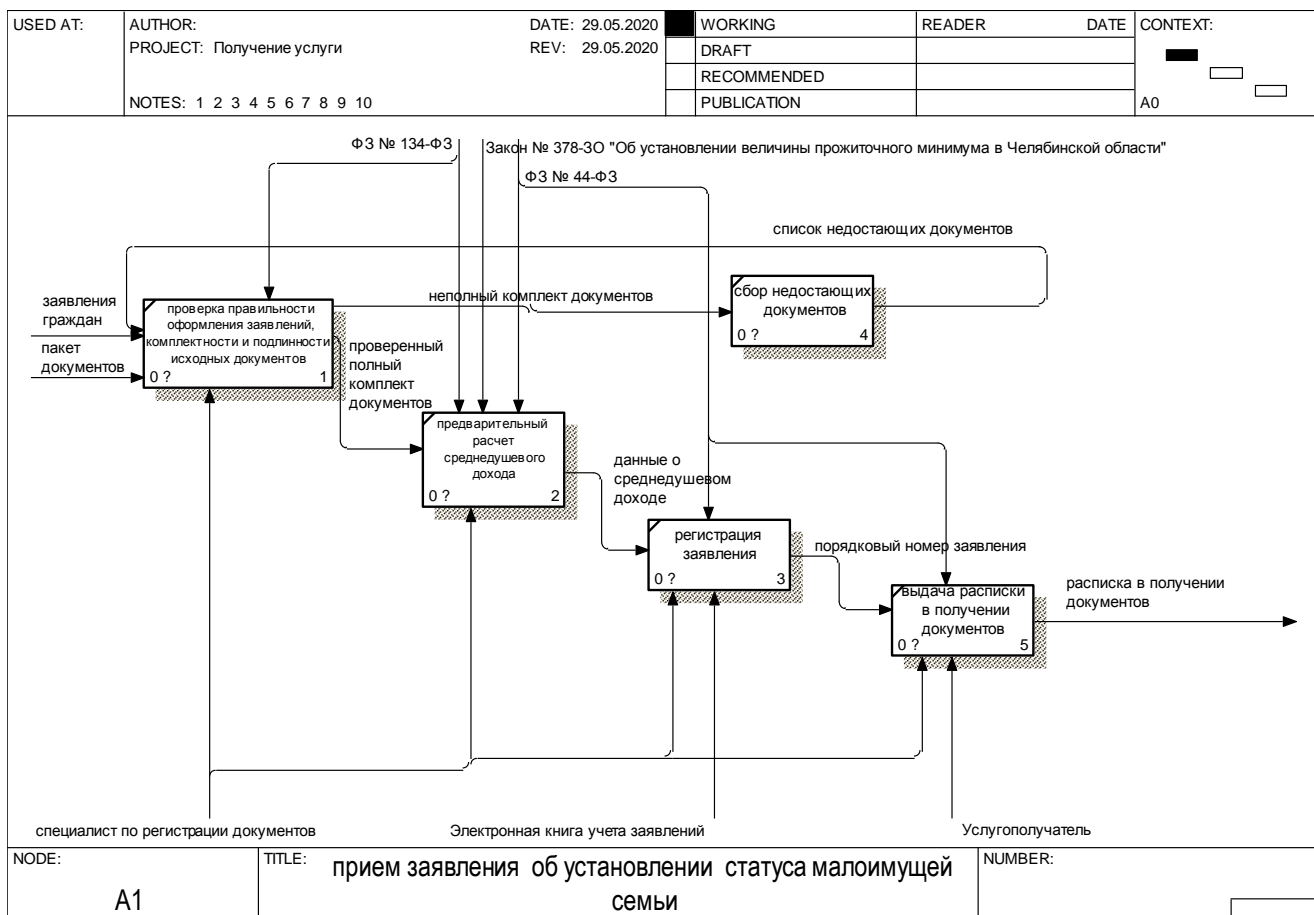 USED AT:
AUTHOR:
DATE: 29.05.2020
PROJECT: Получение услуги
REV: 29.05.2020
NOTES: 1 2 3 4 5 6 7 8 9 10
WORKING
DRAFT
RECOMMENDED
PUBLICATION
READER
DATE
CONTEXT:
A0
ФЗ № 134-ФЗ
Закон № 378-ЗО "Об установлении величины прожиточного минимума в Челябинской области"
ФЗ № 44-ФЗ
список недостающих документов
заявления
граждан
пакет
документов
проверка правильности
оформления заявлений,
комплектности и подлинности
исходных документов
0 ?
1
неполный комплект документов
сбор недостающих
документов
0 ?
4
проверенный
полный
комплект
документов
предварительный
расчет
среднедушевого
дохода
0 ?
2
данные о
среднедушевом
доходе
регистрация
заявления
0 ?
3
порядковый номер заявления
выдача расписки
в получении
документов
0 ?
5
расписка в получении
документов
специалист по регистрации документов
Электронная книга учета заявлений
Услугополучатель
NODE:
A1
TITLE:
прием заявления об установлении статуса малоимущей
семьи
NUMBER: